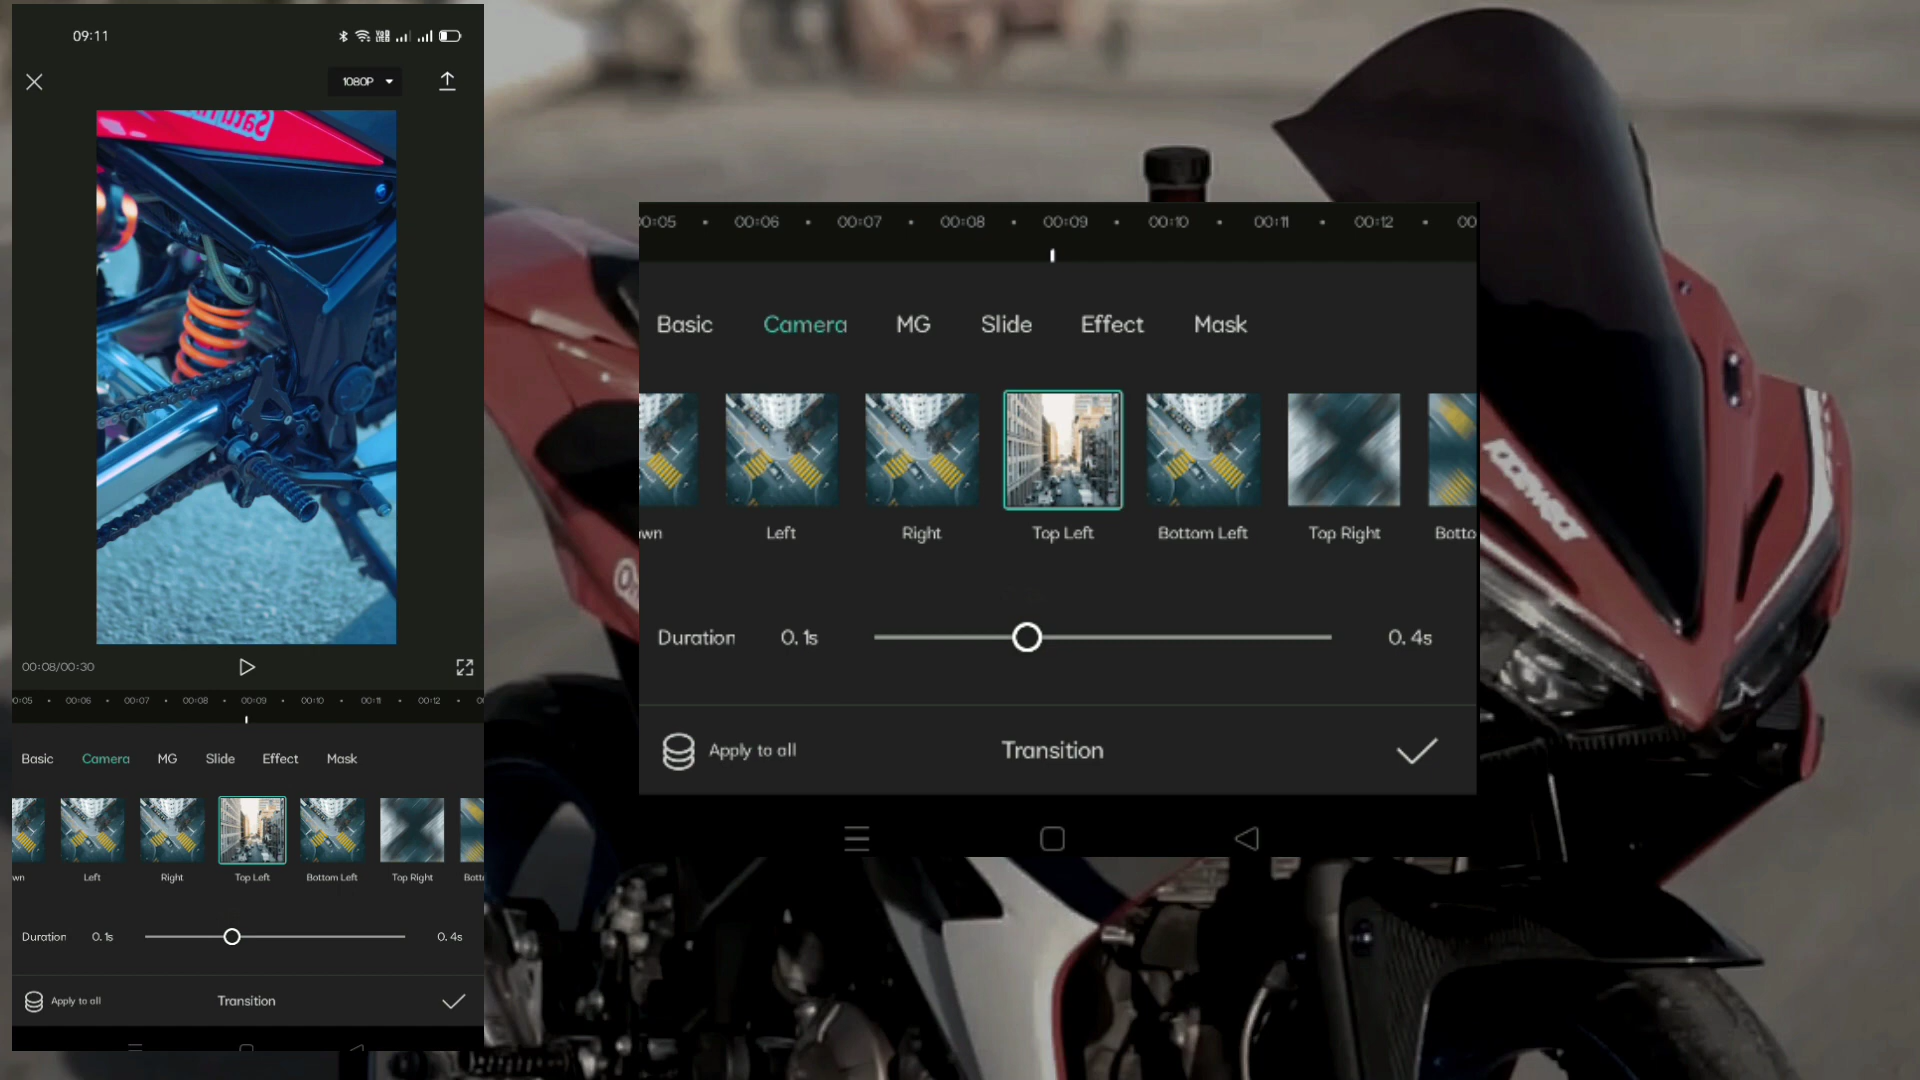 09:11
1080P
00:08/00:30
0:05 00:06 00:07 00:08 00:09 00:10 00:11 00:12 0
Basic Camera MG Slide Effect Mask
wn Left Right Top Left Bottom Left Top Right Bott
Duration 0.1s 0.4s
Apply to all Transition
00:05 00:06 00:07 00:08 00:09 00:10 00:11 00:12 00
Basic Camera MG Slide Effect Mask
wn Left Right Top Left Bottom Left Top Right Botto
Duration 0.1s 0.4s
Apply to all Transition